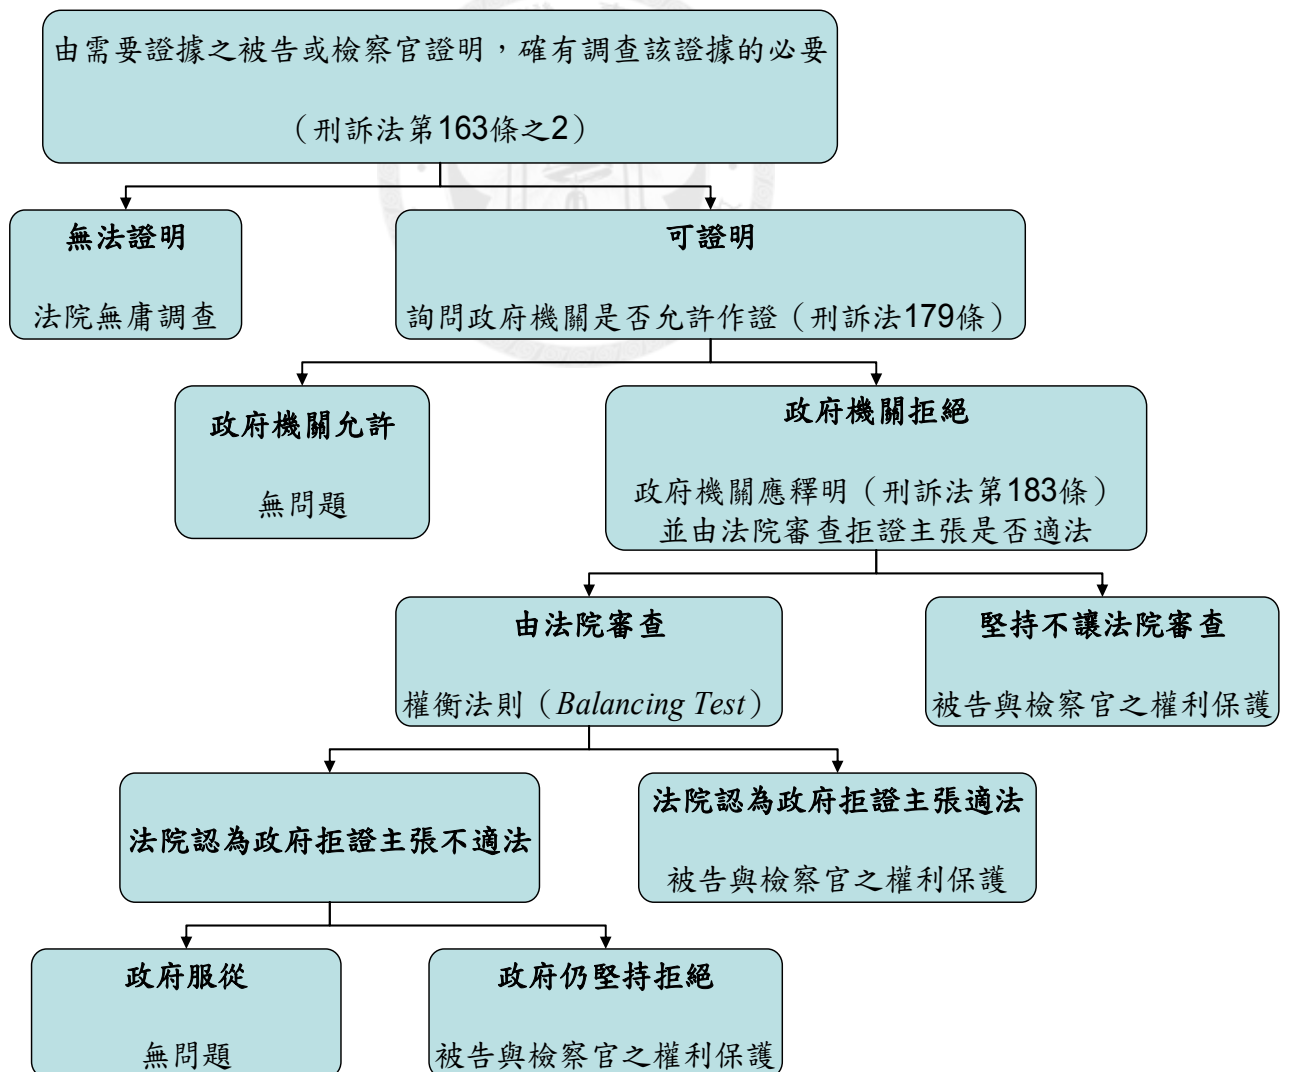 由需要證據之被告或檢察官證明，確有調查該證據的必要
（刑訴法第163條之2）
無法證明
法院無庸調查
可證明
詢問政府機關是否允許作證（刑訴法179條）
政府機關允許
無問題
政府機關拒絕
政府機關應釋明（刑訴法第183條）
並由法院審查拒證主張是否適法
由法院審查
權衡法則（Balancing Test）
堅持不讓法院審查
被告與檢察官之權利保護
法院認為政府拒證主張不適法
法院認為政府拒證主張適法
被告與檢察官之權利保護
政府服從
無問題
政府仍堅持拒絕
被告與檢察官之權利保護